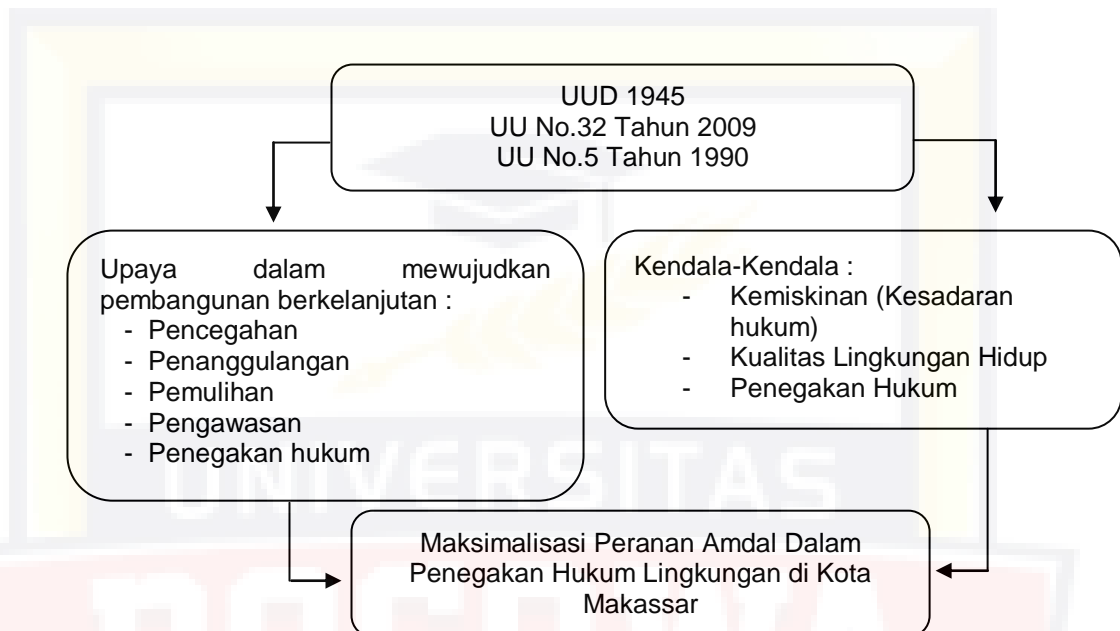 UUD 1945
UU No.32 Tahun 2009
UU No.5 Tahun 1990
Upaya dalam mewujudkan
pembangunan berkelanjutan :
- Pencegahan
- Penanggulangan
- Pemulihan
- Pengawasan
- Penegakan hukum
Kendala-Kendala :
- Kemiskinan (Kesadaran
hukum)
- Kualitas Lingkungan Hidup
- Penegakan Hukum
UNIVERSITAS
Maksimalisasi Peranan Amdal Dalam
Penegakan Hukum Lingkungan di Kota
Makassar